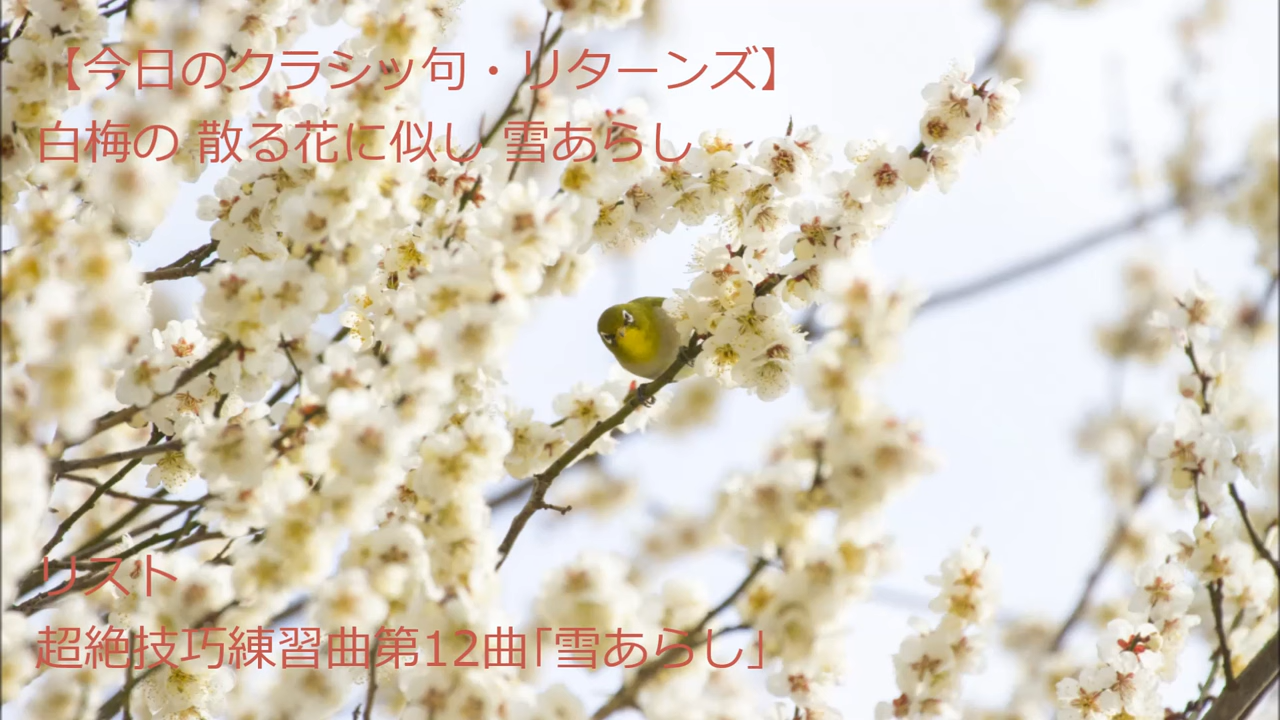 【今日のクラシッ句・リターンズ】
白梅の 散る花に似し 雪あらし
リスト
超絶技巧練習曲第12曲｢雪あらし｣